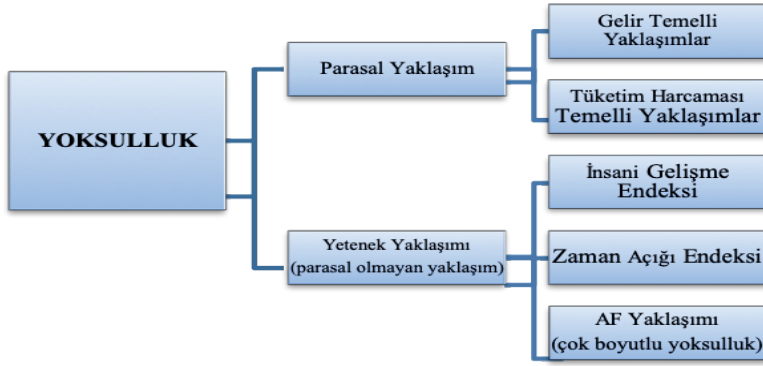 YOKSULLUK
Parasal Yaklaşım
Gelir Temelli
Yaklaşımlar
Tüketim Harcaması
Temelli Yaklaşımlar
Yetenek Yaklaşımı
(parasal olmayan yaklaşım)
İnsani Gelişme
Endeksi
Zaman Açığı Endeksi
AF Yaklaşımı
(çok boyutlu yoksulluk)